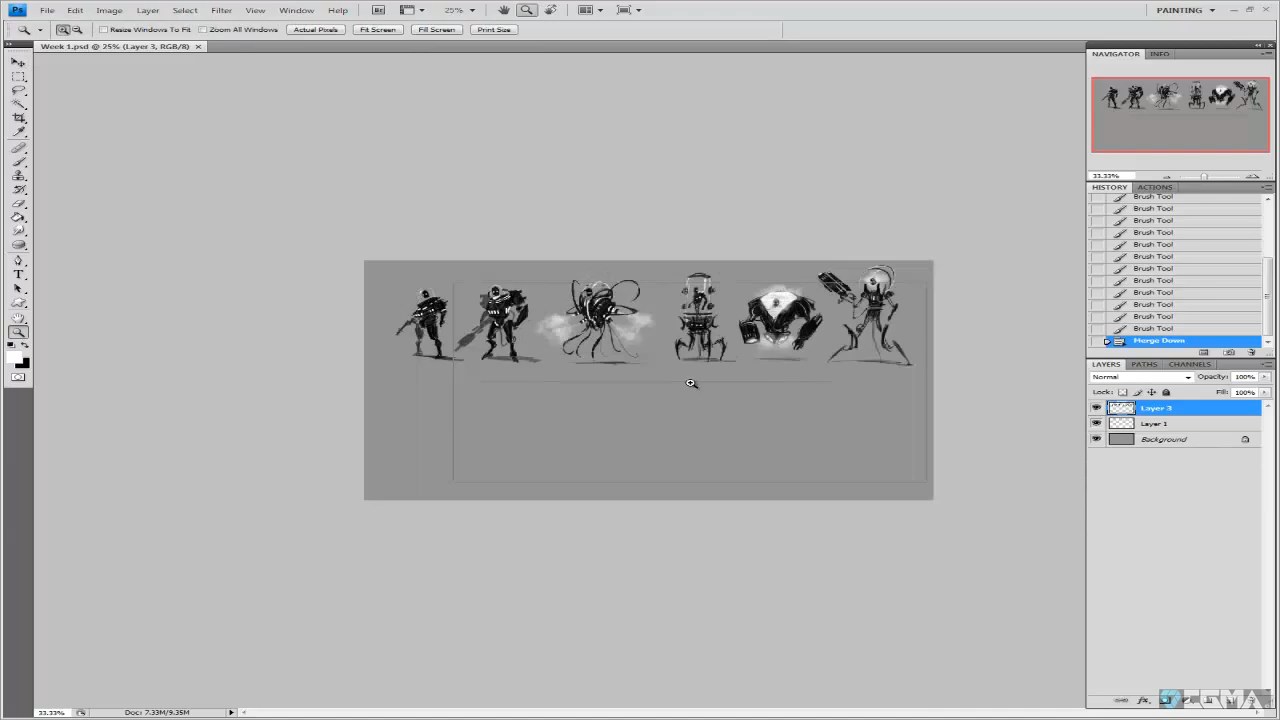 Ps File Edit Image Layer Select Filter View Window Help Br 25% PAINTING
Resize Windows To Fit Zoom All Windows Actual Pixels Fit Screen Fill Screen Print Size
Week 1.psd @ 25% (Layer 3, RGB/8) ×
NAVIGATOR INFO
33.33%
HISTORY ACTIONS
Brush Tool
Brush Tool
Brush Tool
Brush Tool
Brush Tool
Brush Tool
Brush Tool
Brush Tool
Brush Tool
Brush Tool
Brush Tool
Brush Tool
Merge Down
LAYERS PATHS CHANNELS
Normal Opacity: 100%
Lock: Fill: 100%
Layer 3
Layer 1
Background
T
fx
33.33% Doc: 7.33M/9.35M